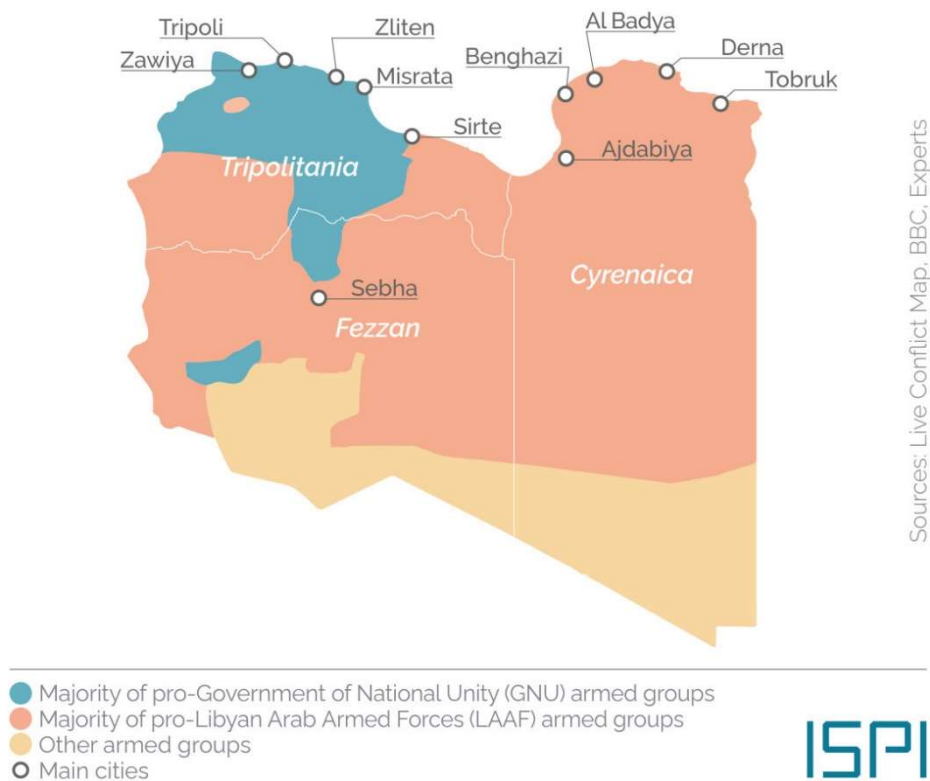 Tripoli
Zliten
Zawiya
Misrata
Al Badya
Benghazi
Derna
Tobruk
Sirte
Ajdabiya
Tripolitania
Cyrenaica
Sebha
Fezzan
Sources: Live Conflict Map, BBC, Experts
Majority of pro-Government of National Unity (GNU) armed groups
Majority of pro-Libyan Arab Armed Forces (LAAF) armed groups
Other armed groups
Main cities
ISPI